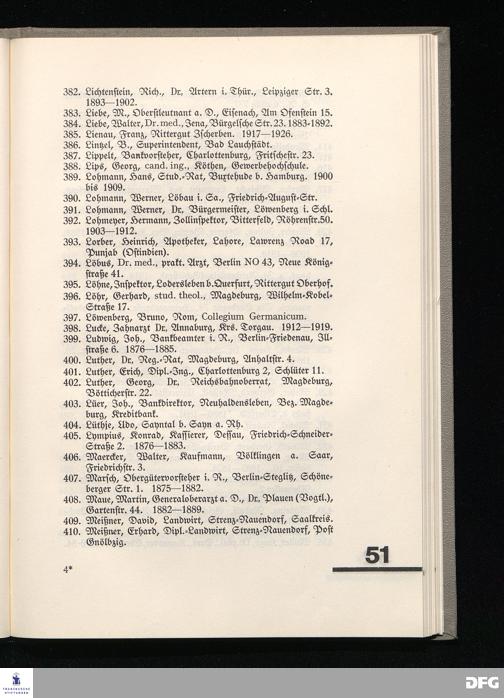 382. Lichtenstein, Rich., Dr., Artern i. Thür., Leipziger Str. 3.
1893—1902.
383. Liebe, M., Oberstleutnant a. D., Eisenach, Am Ofenstein 15.
384. Liebe, Walter, Dr. med., Jena, Bürgelsche Str. 23. 1883-1892.
385. Lienau, Franz, Rittergut Zscherben. 1917—1926.
386. Lintzel, B., Superintendent, Bad Lauchstädt.
387. Lippelt, Bankvorsteher, Charlottenburg, Fritschestr. 23.
388. Lips, Georg, cand. ing., Köthen, Gewerbehochschule.
389. Lohmann, Hans, Stud.-Rat, Buxtehude b. Hamburg. 1900
bis 1909.
390. Lohmann, Werner, Löbau i. Sa., Friedrich-August-Str.
391. Lohmann, Werner, Dr., Bürgermeister, Löwenberg i. Schl.
392. Lohmeyer, Hermann, Zollinspektor, Bitterfeld, Röhrenstr. 50.
1903—1912.
393. Lorber, Heinrich, Apotheker, Lahore, Lawrenz Road 17,
Punjab (Ostindien).
394. Löbus, Dr. med., prakt. Arzt, Berlin NO 43, Neue König-
straße 41.
395. Löhne, Inspektor, Lodersleben b. Querfurt, Rittergut Oberhof.
396. Löhr, Gerhard, stud. theol., Magdeburg, Wilhelm-Kobel-
Straße 17.
397. Löwenberg, Bruno, Rom, Collegium Germanicum.
398. Lucke, Zahnarzt Dr., Annaburg, Krs. Torgau. 1912—1919.
399. Ludwig, Joh., Bankbeamter i. R., Berlin-Friedenau, Ill-
straße 6. 1876—1885.
400. Luther, Dr., Reg.-Rat, Magdeburg, Anhaltstr. 4.
401. Luther, Erich, Dipl.-Ing., Charlottenburg 2, Schlüter 11.
402. Luther, Georg, Dr., Reichsbahnoberrat, Magdeburg,
Bötticherstr. 22.
403. Lüer, Joh., Bankdirektor, Neuhaldensleben, Bez. Magde-
burg, Kreditbank.
404. Lüthje, Udo, Sayntal b. Sayn a. Rh.
405. Lympius, Konrad, Kassierer, Dessau, Friedrich-Schneider-
Straße 2. 1876—1883.
406. Maercker, Walter, Kaufmann, Völklingen a. Saar,
Friedrichstr. 3.
407. Marsch, Obergütervorsteher i. R., Berlin-Steglitz, Schöne-
berger Str. 1. 1875—1882.
408. Maue, Martin, Generaloberarzt a. D., Dr., Plauen (Vogtl.),
Gartenstr. 44. 1882—1889.
409. Meißner, David, Landwirt, Strenz-Nauendorf, Saalkreis.
410. Meißner, Erhard, Dipl.-Landwirt, Strenz-Nauendorf, Post
Gnölbzig.
4*
51
FRANCKESCHE
STIFTUNGEN
DFG